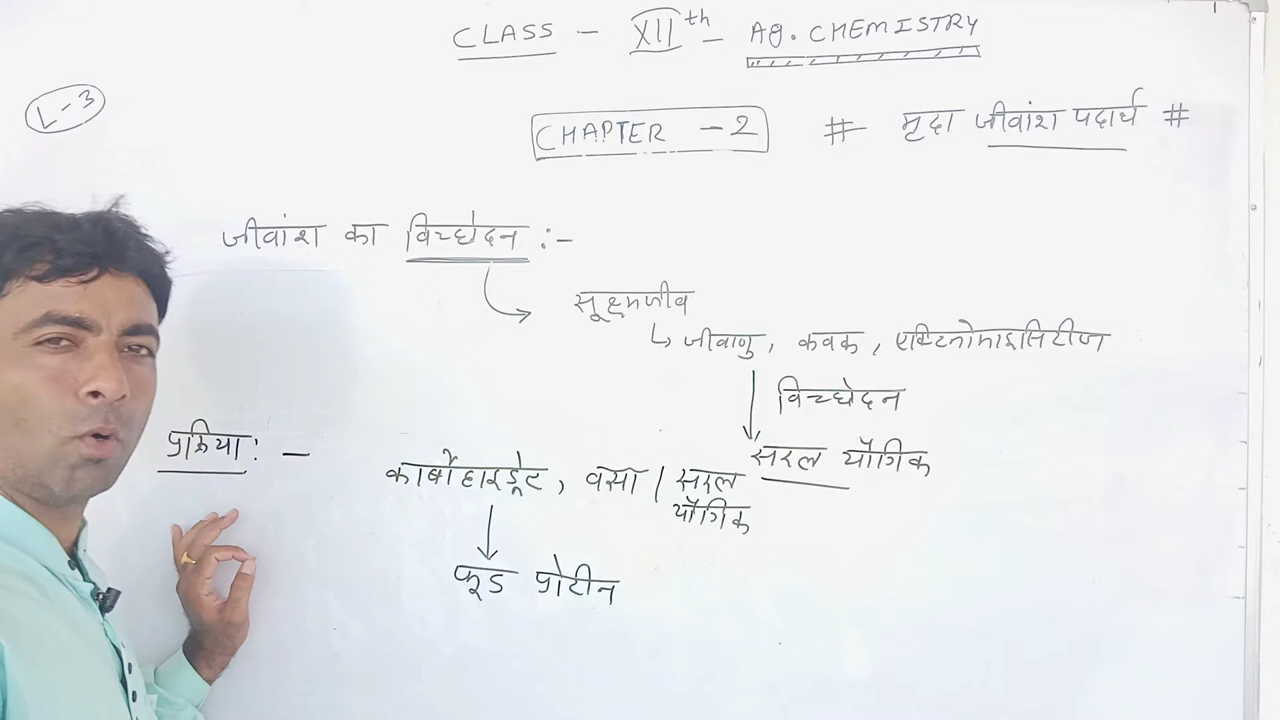 CLASS - XIIth - Ag. CHEMISTRY
L-3
CHAPTER - 2 # मृदा जीवांश पदार्थ #
जीवांश का विच्छेदन :-
सूक्ष्मजीव
↳ जीवाणु, कवक, एक्टिनोमाइसिटीज
विच्छेदन
सरल यौगिक
प्रक्रिया: -
कार्बोहाइड्रेट, वसा / सरल
यौगिक
क्रूड प्रोटीन